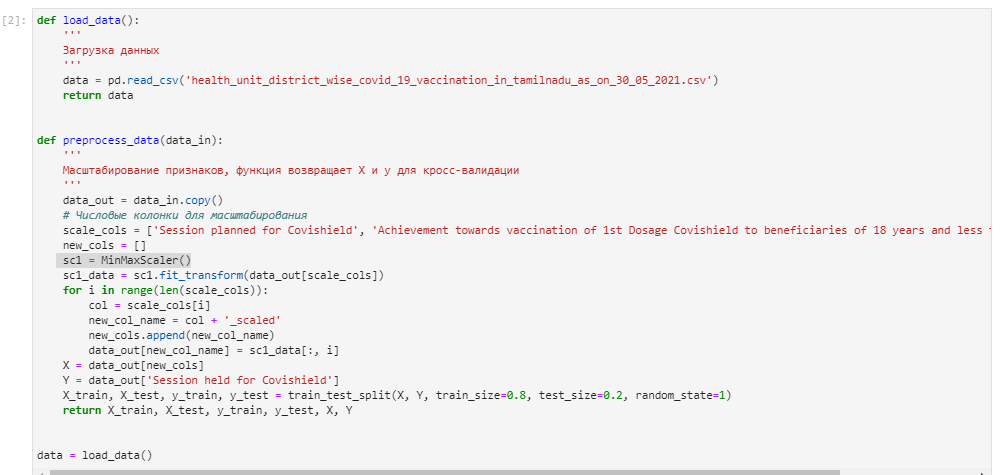 [2]: def load_data():
    '''
    Загрузка данных
    '''
    data = pd.read_csv('health_unit_district_wise_covid_19_vaccination_in_tamilnadu_as_on_30_05_2021.csv')
    return data
def preprocess_data(data_in):
    '''
    Масштабирование признаков, функция возвращает X и y для кросс-валидации
    '''
    data_out = data_in.copy()
    # Числовые колонки для масштабирования
    scale_cols = ['Session planned for Covishield', 'Achievement towards vaccination of 1st Dosage Covishield to beneficiaries of 18 years and less
    new_cols = []
    sc1 = MinMaxScaler()
    sc1_data = sc1.fit_transform(data_out[scale_cols])
    for i in range(len(scale_cols)):
        col = scale_cols[i]
        new_col_name = col + '_scaled'
        new_cols.append(new_col_name)
        data_out[new_col_name] = sc1_data[:, i]
    X = data_out[new_cols]
    Y = data_out['Session held for Covishield']
    X_train, X_test, y_train, y_test = train_test_split(X, Y, train_size=0.8, test_size=0.2, random_state=1)
    return X_train, X_test, y_train, y_test, X, Y
data = load_data()